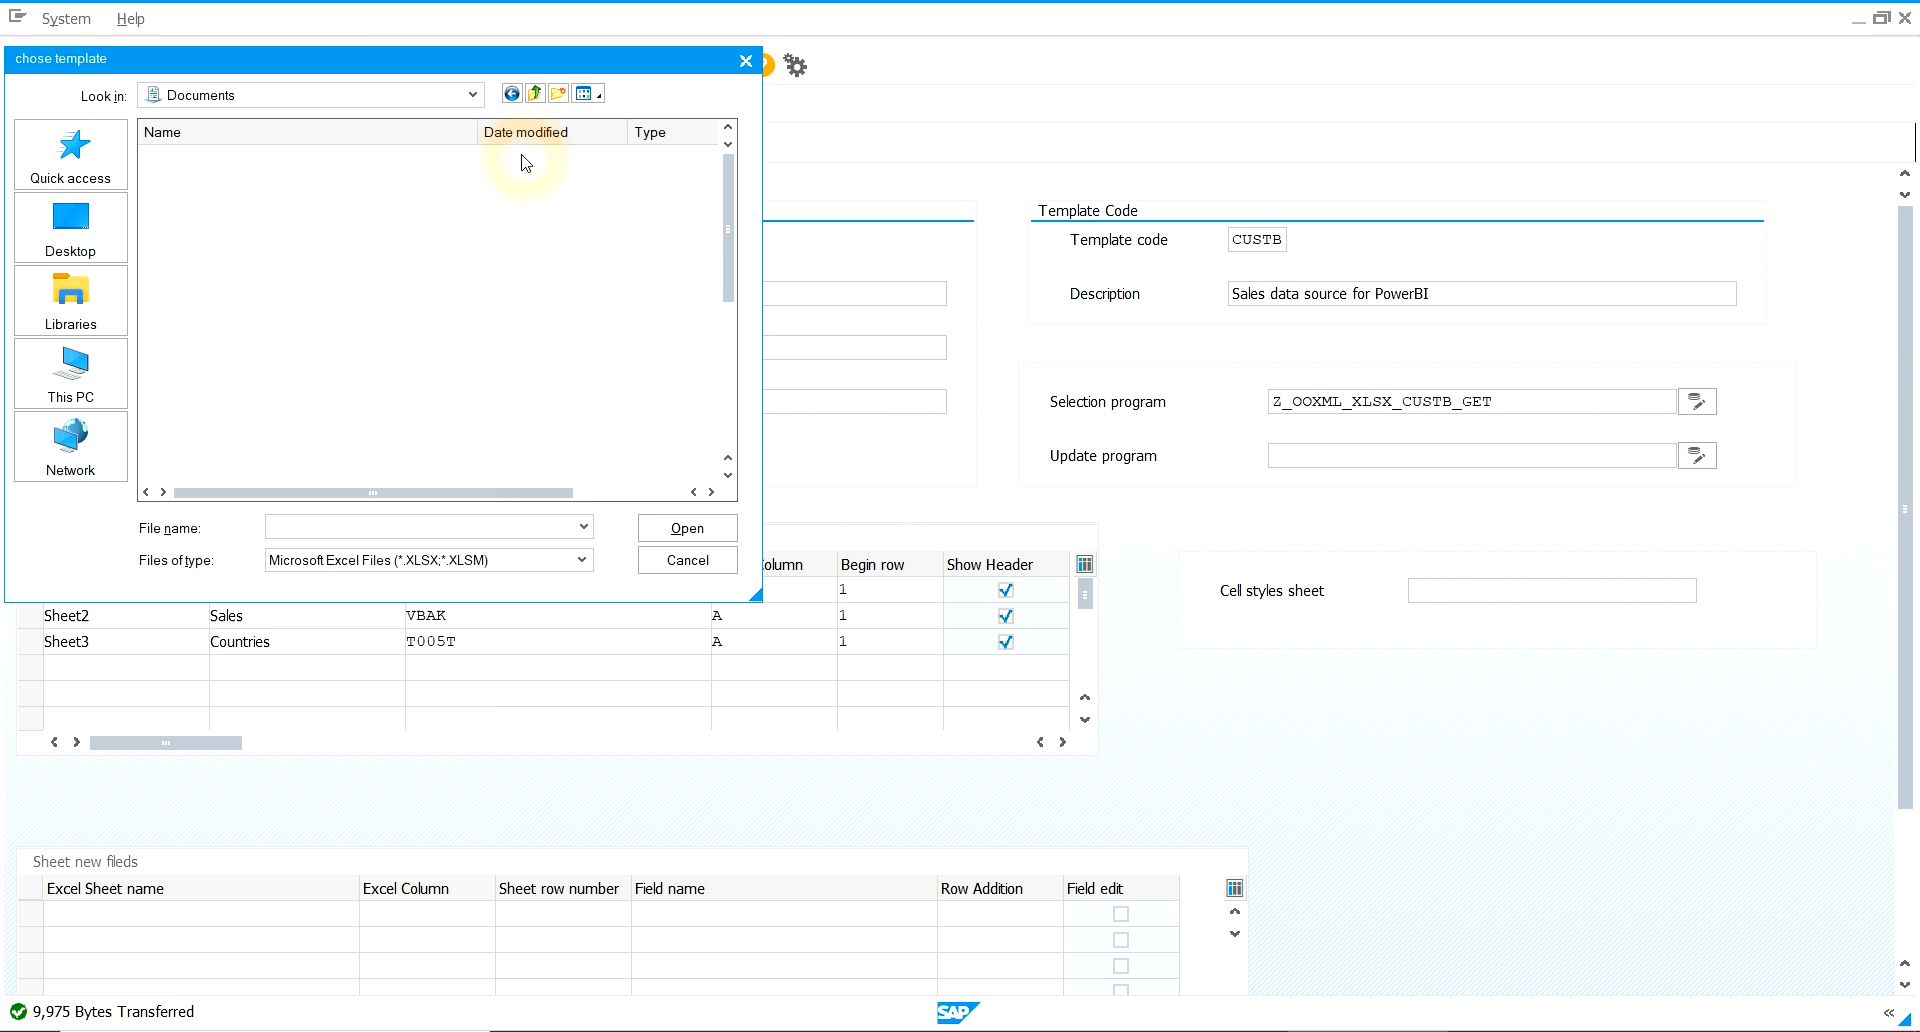 System Help
chose template
Look in: Documents
Name Date modified Type
Quick access
Desktop
Libraries
This PC
Network
File name:
Open
Files of type: Microsoft Excel Files (*.XLSX;*.XLSM)
Cancel
Template Code
Template code CUSTB
Description Sales data source for PowerBI
Selection program Z_OOXML_XLSX_CUSTB_GET
Update program
olumn Begin row Show Header
1
Sheet2 Sales VBAK A 1
Sheet3 Countries T005T A 1
Cell styles sheet
Sheet new fileds
Excel Sheet name Excel Column Sheet row number Field name Row Addition Field edit
9,975 Bytes Transferred
SAP